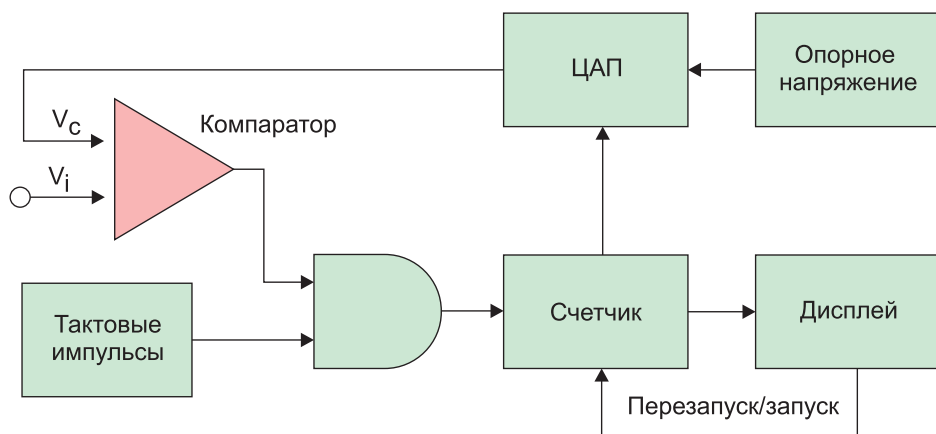 ЦАП
Опорное
напряжение
Vc
Компаратор
Vi
Тактовые
импульсы
Счетчик
Дисплей
Перезапуск/запуск